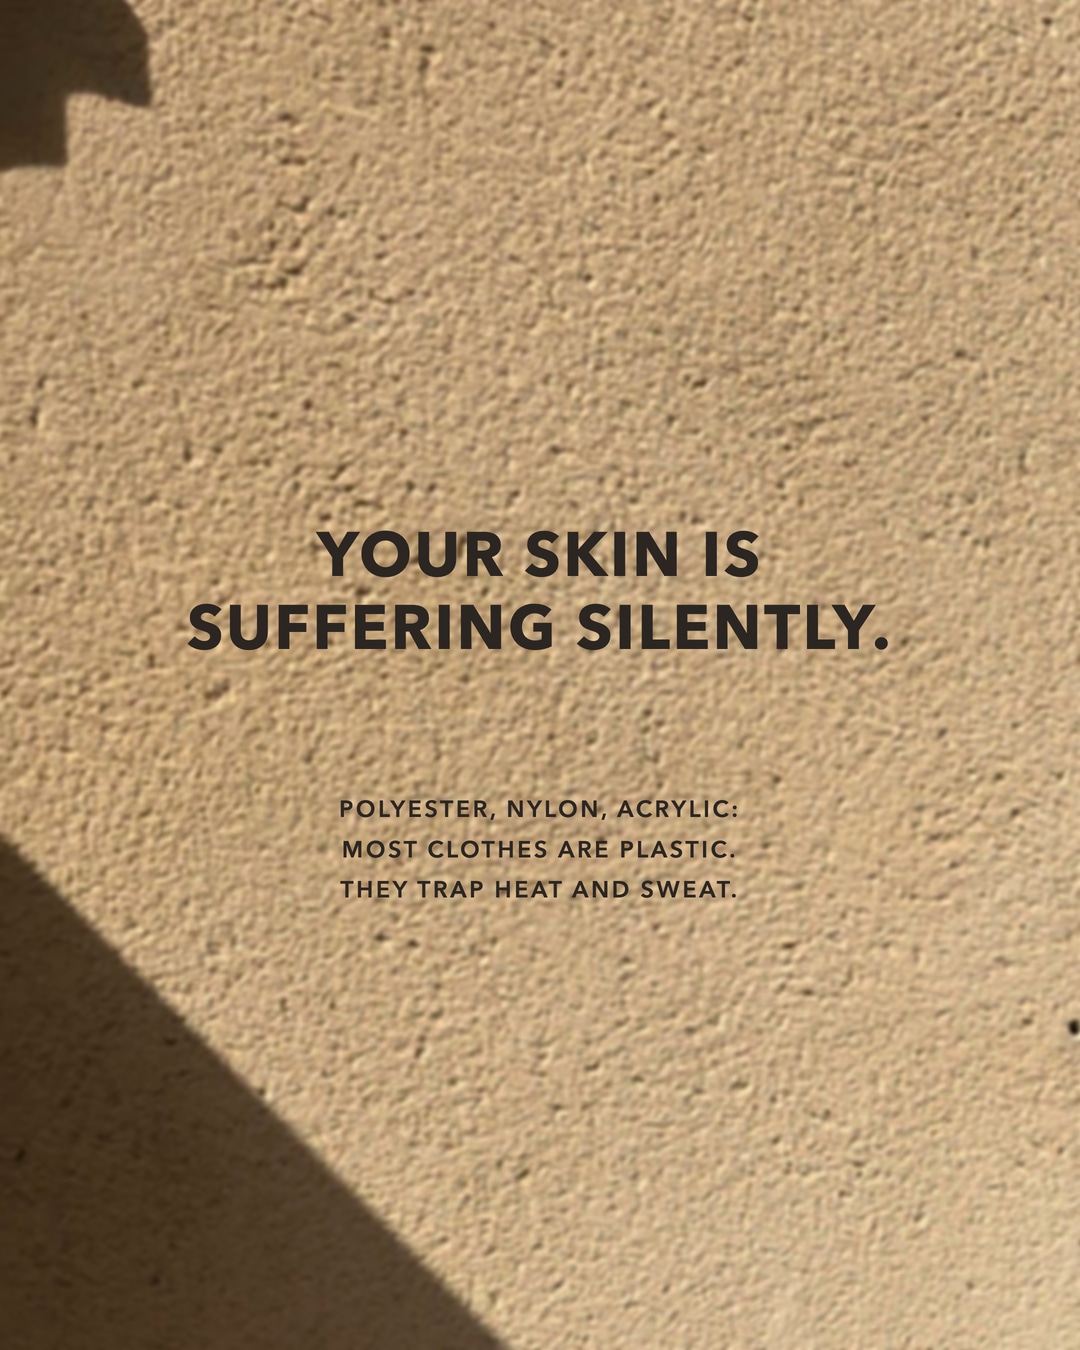 YOUR SKIN IS
SUFFERING SILENTLY.
POLYESTER, NYLON, ACRYLIC:
MOST CLOTHES ARE PLASTIC.
THEY TRAP HEAT AND SWEAT.